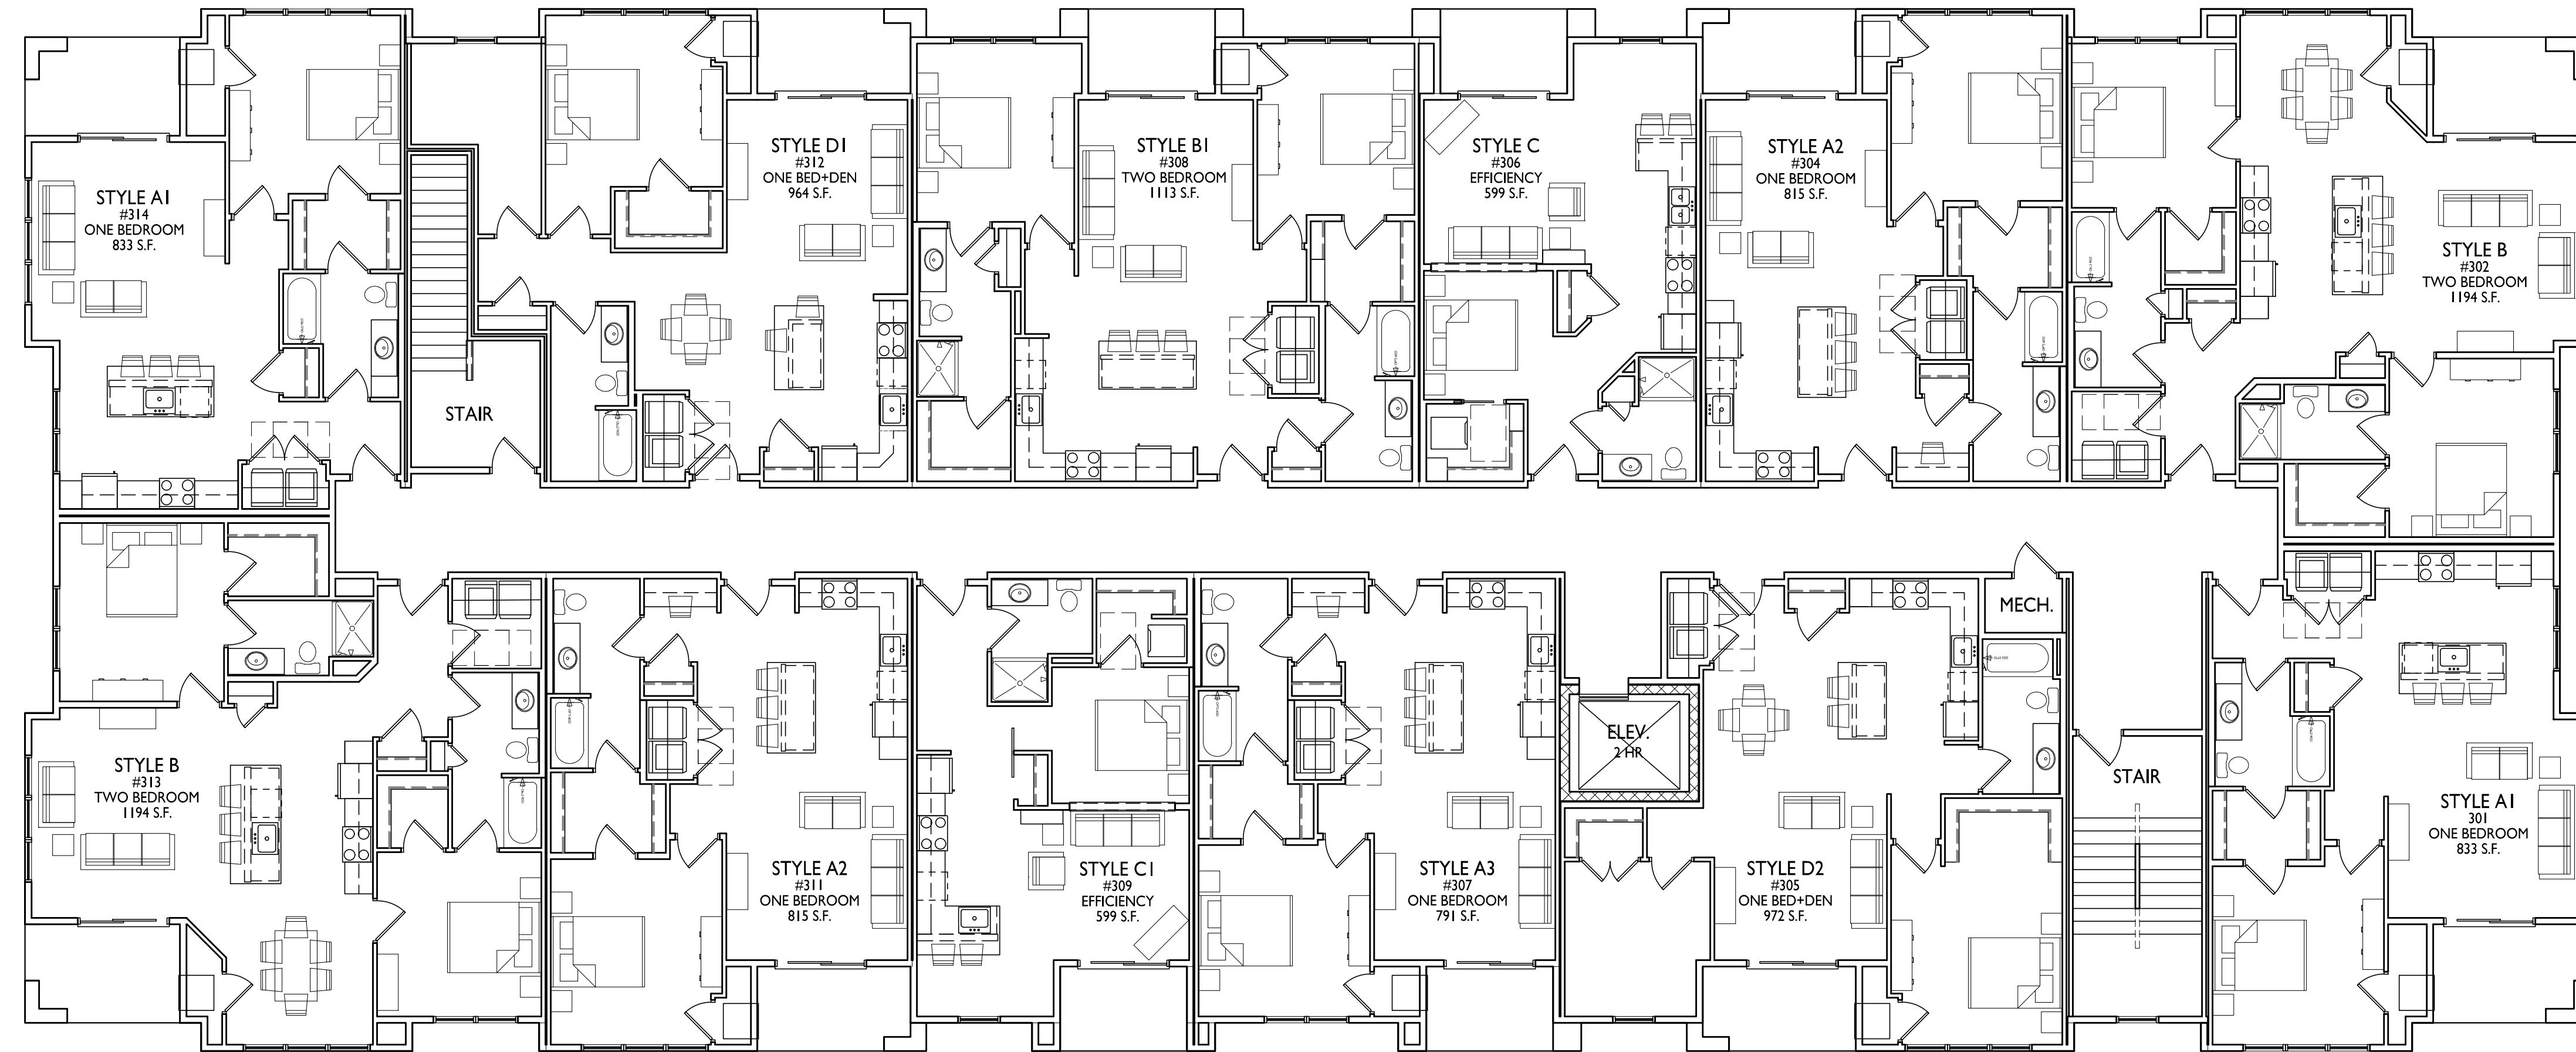 STYLE A1
#314
ONE BEDROOM
833 S.F.
STAIR
STYLE D1
#312
ONE BED+DEN
964 S.F.
STYLE B1
#308
TWO BEDROOM
1113 S.F.
STYLE C
#306
EFFICIENCY
599 S.F.
STYLE A2
#304
ONE BEDROOM
815 S.F.
STYLE B
#302
TWO BEDROOM
1194 S.F.
STYLE B
#313
TWO BEDROOM
1194 S.F.
STYLE A2
#311
ONE BEDROOM
815 S.F.
STYLE C1
#309
EFFICIENCY
599 S.F.
STYLE A3
#307
ONE BEDROOM
791 S.F.
ELEV.
2 HR
STYLE D2
#305
ONE BED+DEN
972 S.F.
MECH.
STAIR
STYLE A1
301
ONE BEDROOM
833 S.F.